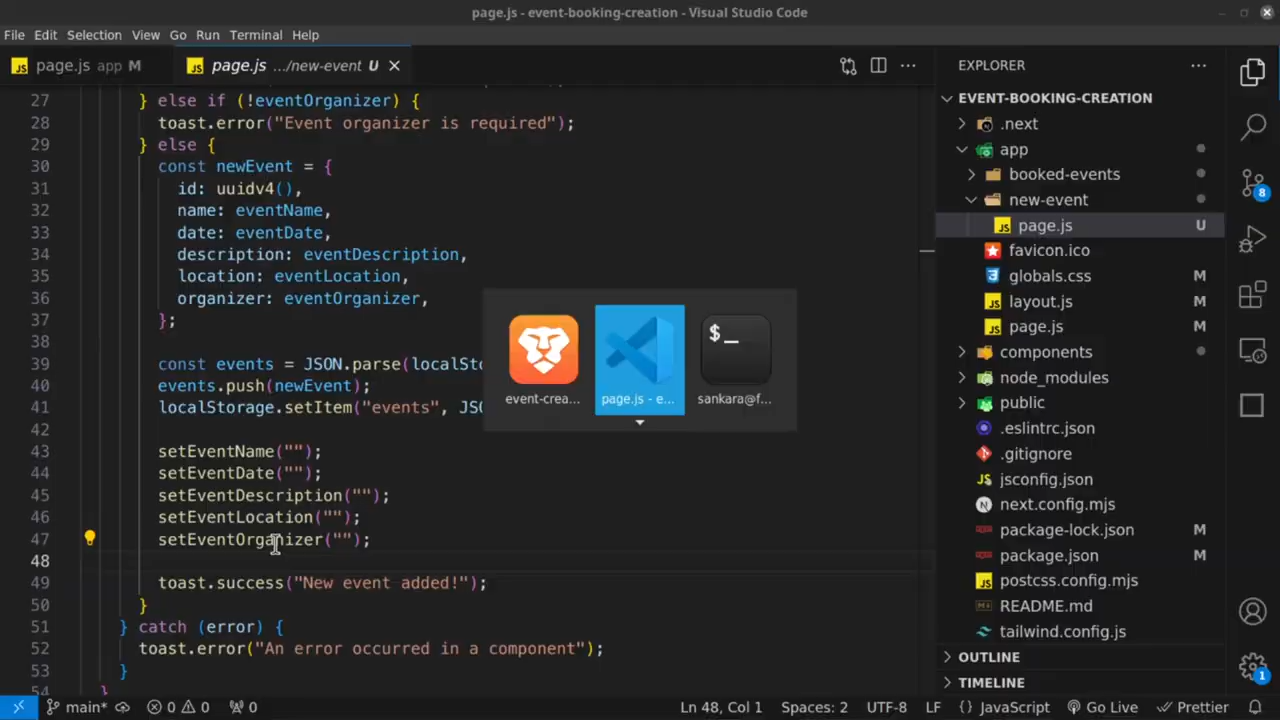 page.js - event-booking-creation - Visual Studio Code
File Edit Selection View Go Run Terminal Help
page.js app M
page.js .../new-event U
27 } else if (!eventOrganizer) {
28 toast.error("Event organizer is required");
29 } else {
30 const newEvent = {
31 id: uuidv4(),
32 name: eventName,
33 date: eventDate,
34 description: eventDescription,
35 location: eventLocation,
36 organizer: eventOrganizer,
37 };
38
39 const events = JSON.parse(localSto
40 events.push(newEvent);
41 localStorage.setItem("events", JSO
42
43 setEventName("");
44 setEventDate("");
45 setEventDescription("");
46 setEventLocation("");
47 setEventOrganizer("");
48
49 toast.success("New event added!");
50 }
51 } catch (error) {
52 toast.error("An error occurred in a component");
53 }
54 }
$_
event-crea...
page.js - e...
sankara@f...
EXPLORER
EVENT-BOOKING-CREATION
.next
app
booked-events
new-event
page.js U
favicon.ico
globals.css M
layout.js M
page.js M
components
node_modules
public
.eslintrc.json
.gitignore
jsconfig.json
next.config.mjs
package-lock.json M
package.json M
postcss.config.mjs
README.md
tailwind.config.js
OUTLINE
TIMELINE
8
1
main* 0 0 0
Ln 48, Col 1 Spaces: 2 UTF-8 LF {} JavaScript Go Live Prettier